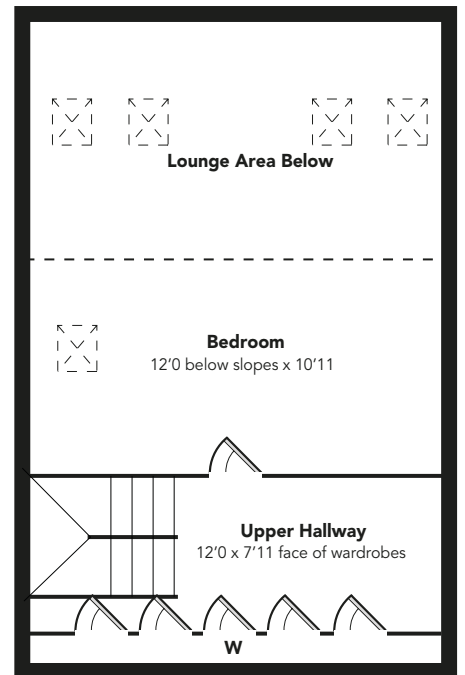 Lounge Area Below
Bedroom
12’0 below slopes x 10’11
Upper Hallway
12’0 x 7’11 face of wardrobes
W